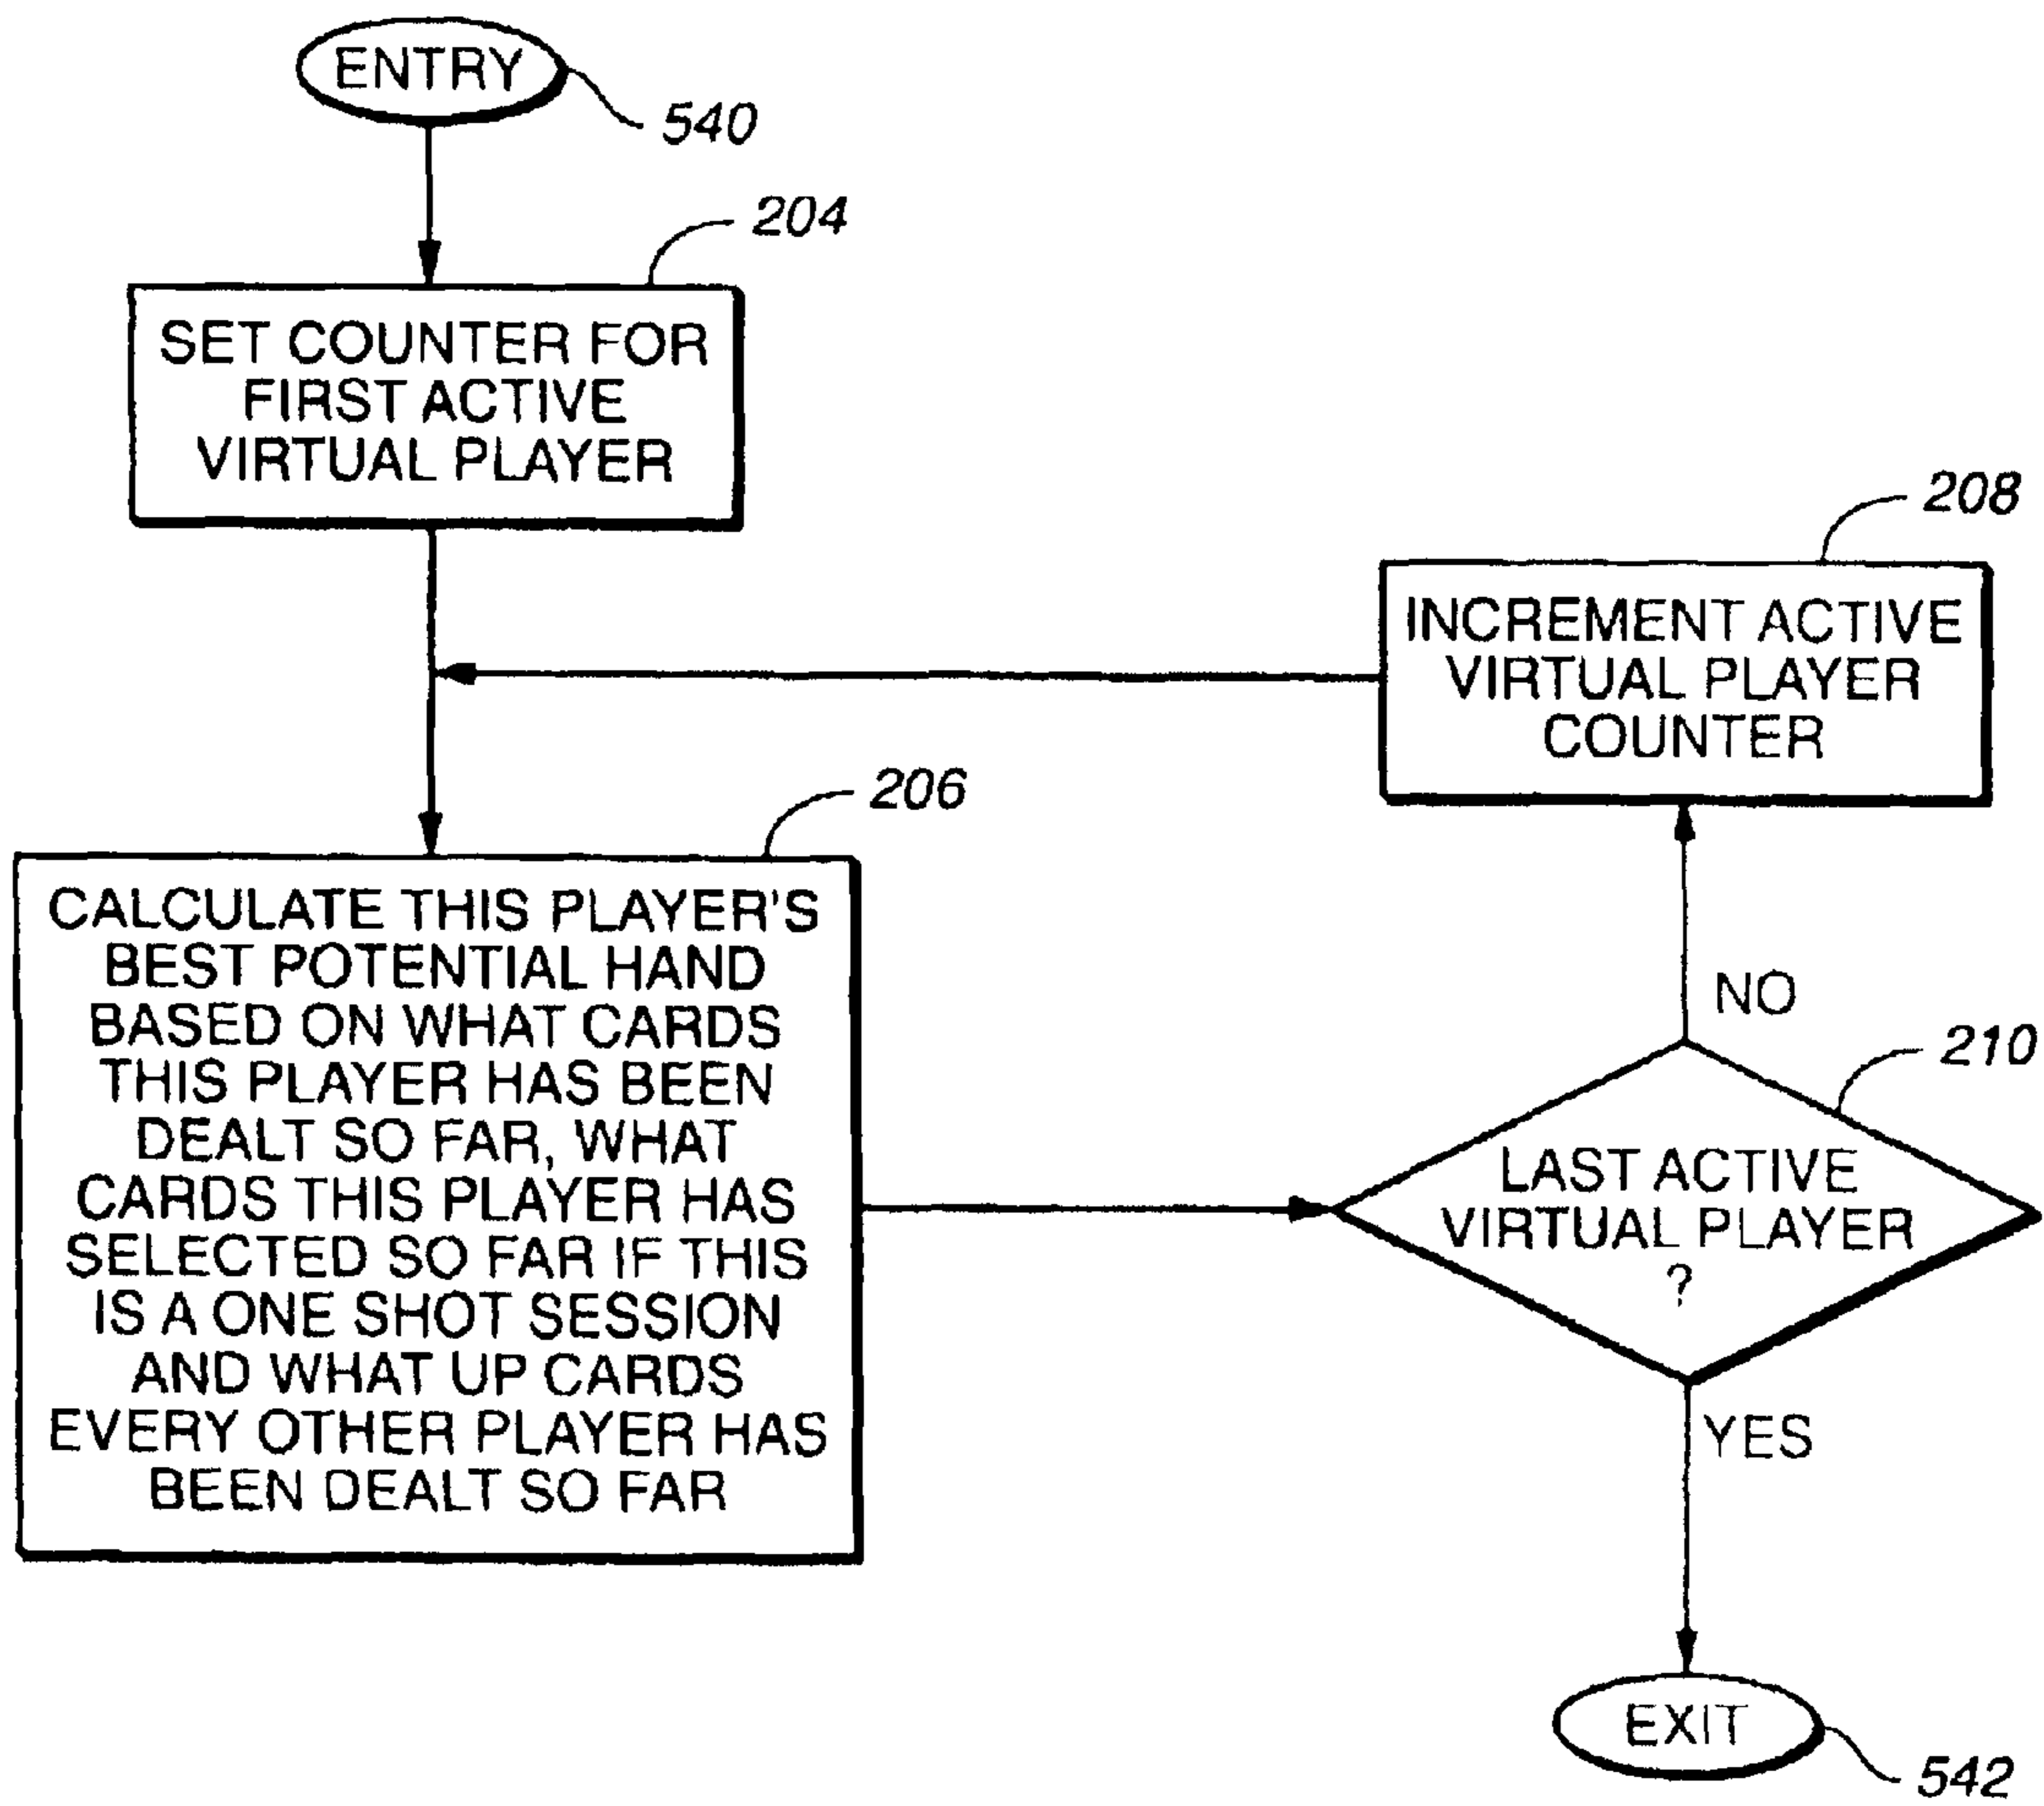 ENTRY
540
204
SET COUNTER FOR
FIRST ACTIVE
VIRTUAL PLAYER
208
INCREMENT ACTIVE
VIRTUAL PLAYER
COUNTER
206
CALCULATE THIS PLAYER'S
BEST POTENTIAL HAND
BASED ON WHAT CARDS
THIS PLAYER HAS BEEN
DEALT SO FAR, WHAT
CARDS THIS PLAYER HAS
SELECTED SO FAR IF THIS
IS A ONE SHOT SESSION
AND WHAT UP CARDS
EVERY OTHER PLAYER HAS
BEEN DEALT SO FAR
NO
210
LAST ACTIVE
VIRTUAL PLAYER
?
YES
EXIT
542